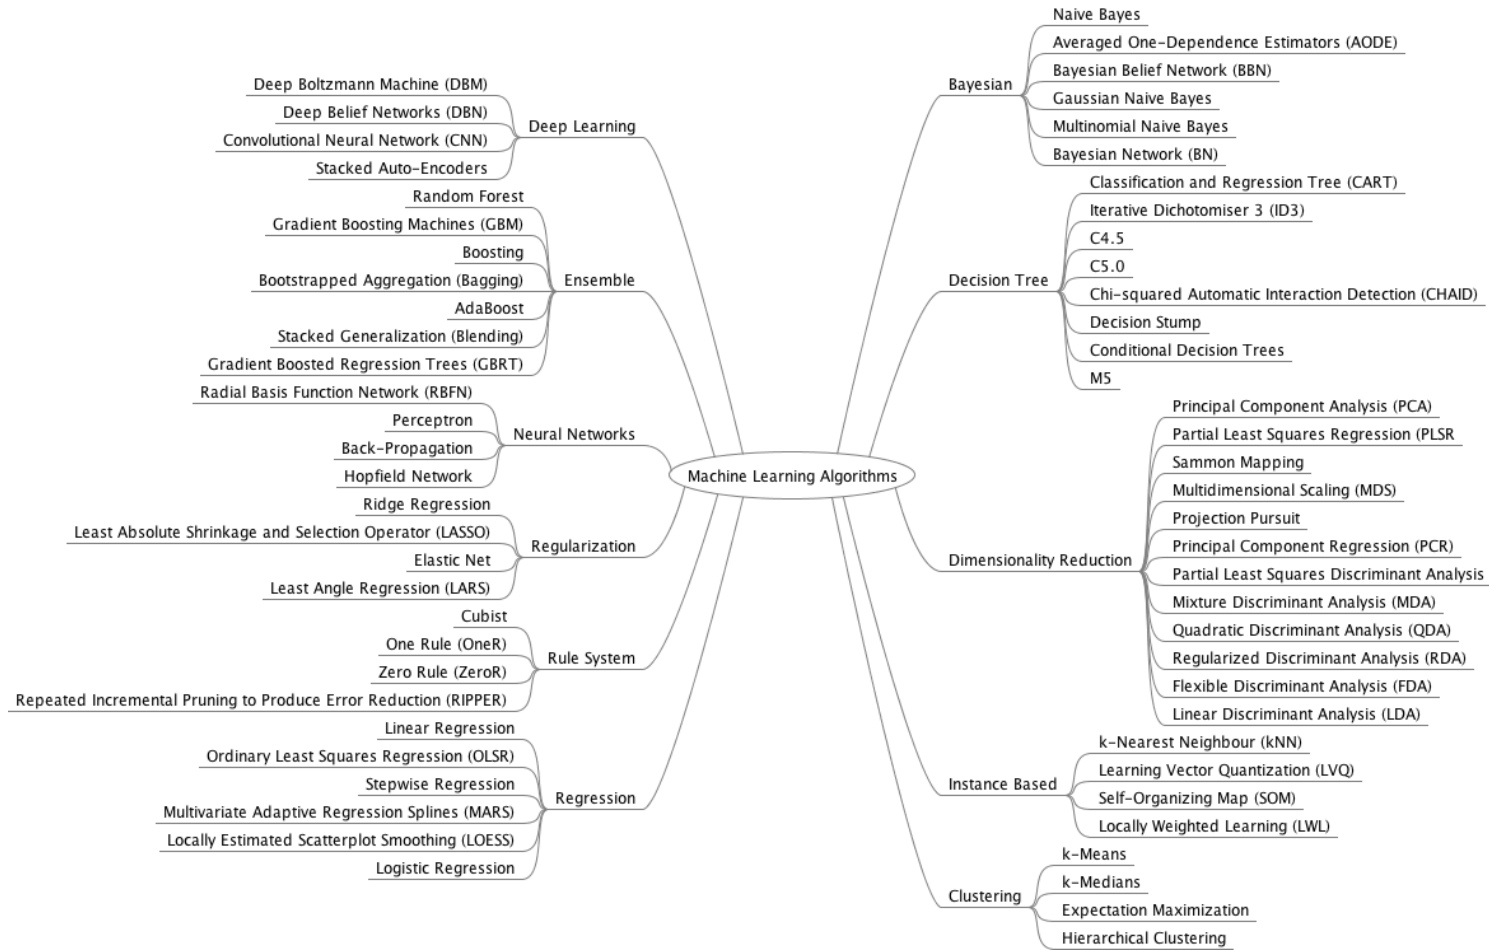 Machine Learning Algorithms
Deep Learning
Deep Boltzmann Machine (DBM)
Deep Belief Networks (DBN)
Convolutional Neural Network (CNN)
Stacked Auto-Encoders
Ensemble
Random Forest
Gradient Boosting Machines (GBM)
Boosting
Bootstrapped Aggregation (Bagging)
AdaBoost
Stacked Generalization (Blending)
Gradient Boosted Regression Trees (GBRT)
Neural Networks
Radial Basis Function Network (RBFN)
Perceptron
Back-Propagation
Hopfield Network
Regularization
Ridge Regression
Least Absolute Shrinkage and Selection Operator (LASSO)
Elastic Net
Least Angle Regression (LARS)
Rule System
Cubist
One Rule (OneR)
Zero Rule (ZeroR)
Repeated Incremental Pruning to Produce Error Reduction (RIPPER)
Regression
Linear Regression
Ordinary Least Squares Regression (OLSR)
Stepwise Regression
Multivariate Adaptive Regression Splines (MARS)
Locally Estimated Scatterplot Smoothing (LOESS)
Logistic Regression
Bayesian
Naive Bayes
Averaged One-Dependence Estimators (AODE)
Bayesian Belief Network (BBN)
Gaussian Naive Bayes
Multinomial Naive Bayes
Bayesian Network (BN)
Decision Tree
Classification and Regression Tree (CART)
Iterative Dichotomiser 3 (ID3)
C4.5
C5.0
Chi-squared Automatic Interaction Detection (CHAID)
Decision Stump
Conditional Decision Trees
M5
Dimensionality Reduction
Principal Component Analysis (PCA)
Partial Least Squares Regression (PLSR
Sammon Mapping
Multidimensional Scaling (MDS)
Projection Pursuit
Principal Component Regression (PCR)
Partial Least Squares Discriminant Analysis
Mixture Discriminant Analysis (MDA)
Quadratic Discriminant Analysis (QDA)
Regularized Discriminant Analysis (RDA)
Flexible Discriminant Analysis (FDA)
Linear Discriminant Analysis (LDA)
Instance Based
k-Nearest Neighbour (kNN)
Learning Vector Quantization (LVQ)
Self-Organizing Map (SOM)
Locally Weighted Learning (LWL)
Clustering
k-Means
k-Medians
Expectation Maximization
Hierarchical Clustering